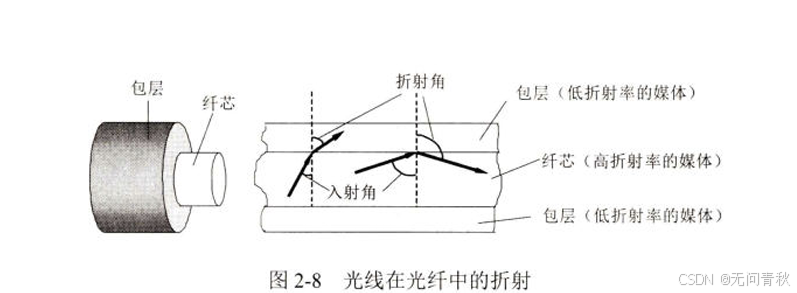 包层
纤芯
折射角
入射角
包层（低折射率的媒体）
纤芯（高折射率的媒体）
包层（低折射率的媒体）
图 2-8 光线在光纤中的折射
CSDN @无问青秋